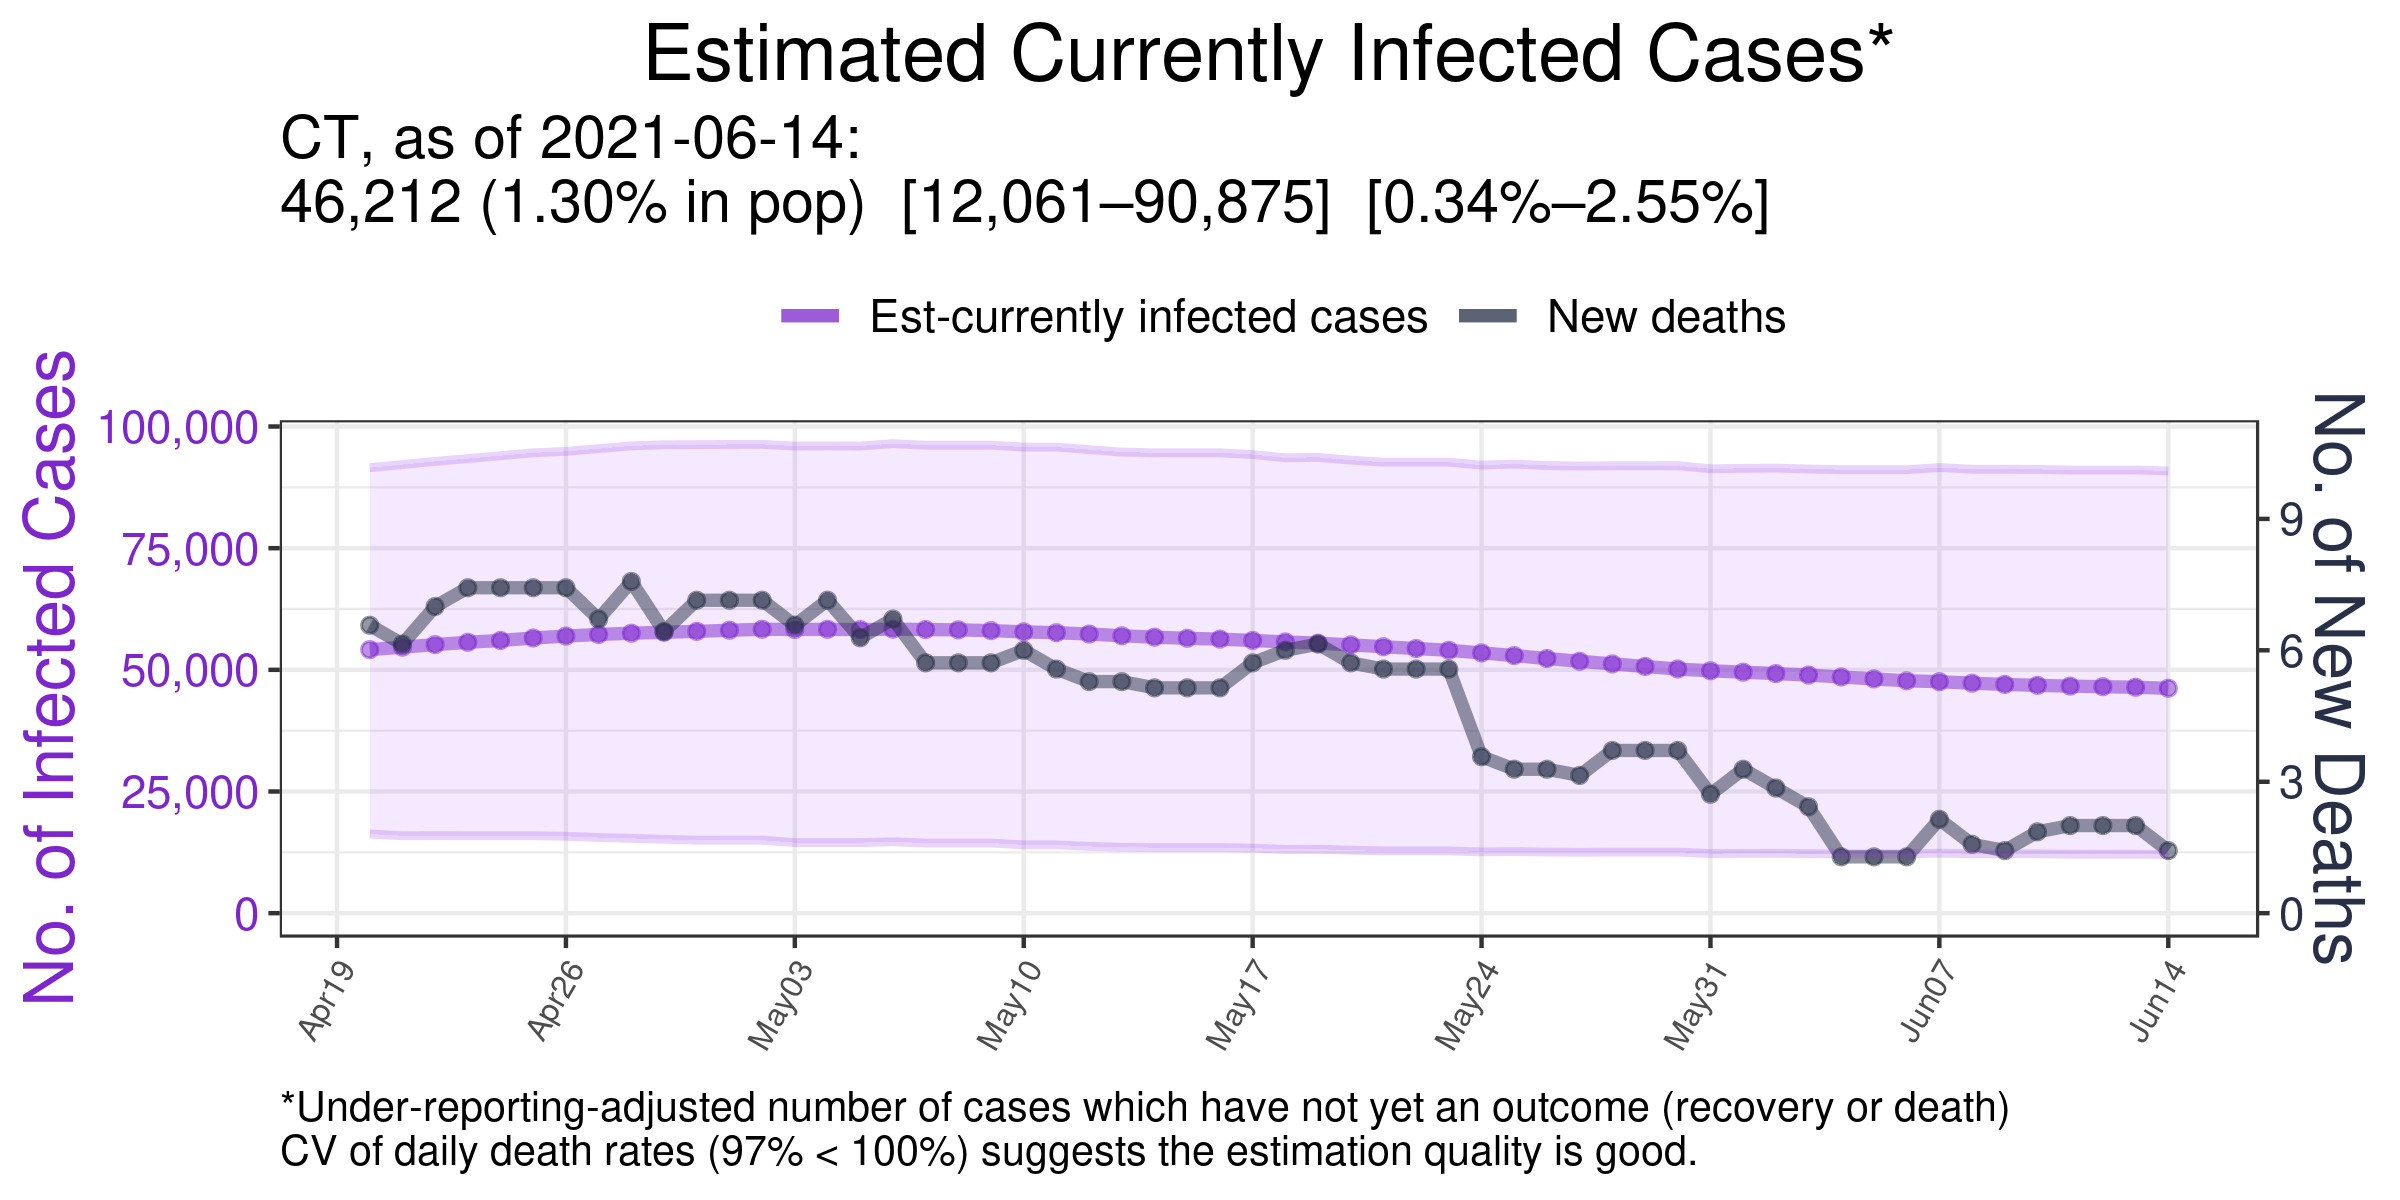 Estimated Currently Infected Cases*
CT, as of 2021-06-14:
46,212 (1.30% in pop) [12,061–90,875] [0.34%–2.55%]
Est-currently infected cases New deaths
No. of Infected Cases
100,000
75,000
50,000
25,000
0
No. of New Deaths
9
6
3
0
Apr19 Apr26 May03 May10 May17 May24 May31 Jun07 Jun14
*Under-reporting-adjusted number of cases which have not yet an outcome (recovery or death)
CV of daily death rates (97% < 100%) suggests the estimation quality is good.